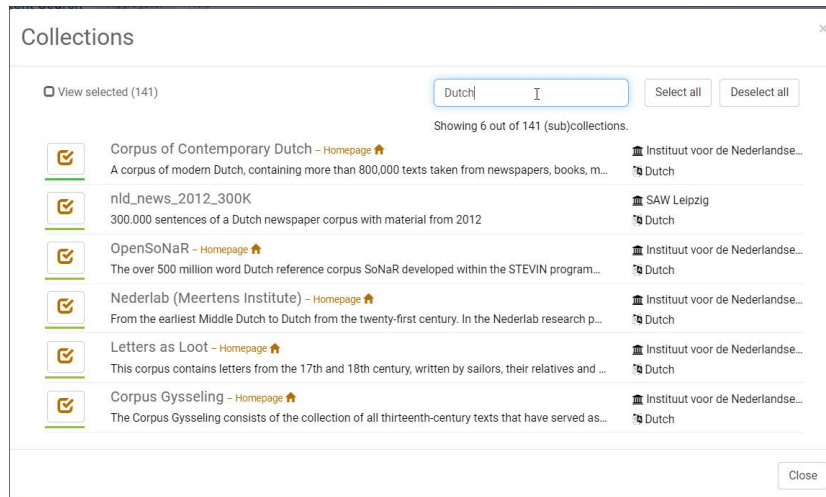 Collections
×
View selected (141)
Dutch
Select all
Deselect all
Showing 6 out of 141 (sub)collections.
Corpus of Contemporary Dutch – Homepage
Instituut voor de Nederlandse...
A corpus of modern Dutch, containing more than 800,000 texts taken from newspapers, books, m...
Dutch
nld_news_2012_300K
SAW Leipzig
300.000 sentences of a Dutch newspaper corpus with material from 2012
Dutch
OpenSoNaR – Homepage
Instituut voor de Nederlandse...
The over 500 million word Dutch reference corpus SoNaR developed within the STEVIN program...
Dutch
Nederlab (Meertens Institute) – Homepage
Instituut voor de Nederlandse...
From the earliest Middle Dutch to Dutch from the twenty-first century. In the Nederlab research p...
Dutch
Letters as Loot – Homepage
Instituut voor de Nederlandse...
This corpus contains letters from the 17th and 18th century, written by sailors, their relatives and ...
Dutch
Corpus Gysseling – Homepage
Instituut voor de Nederlandse...
The Corpus Gysseling consists of the collection of all thirteenth-century texts that have served as...
Dutch
Close